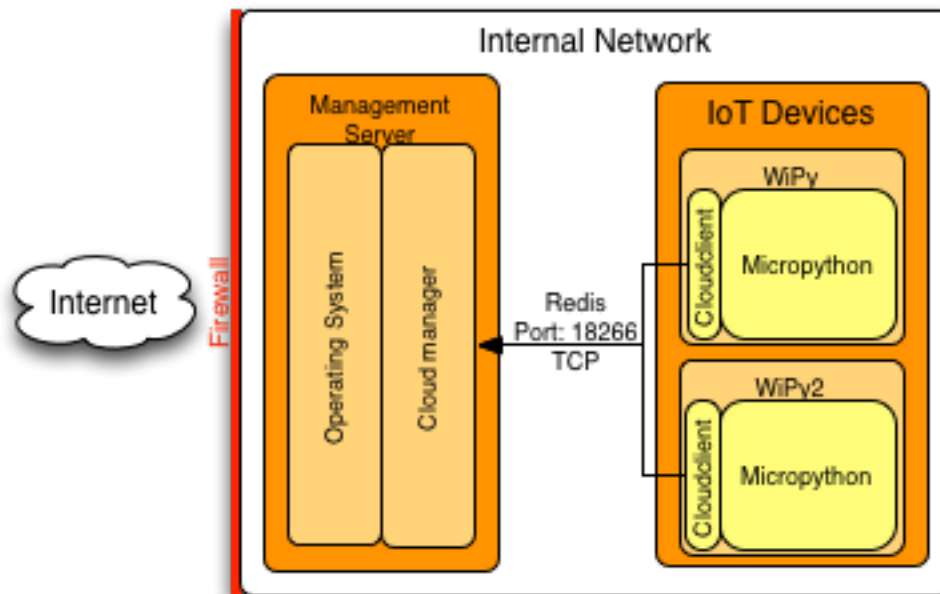 Internal Network
Internet
Firewall
Management
Server
Operating System
Cloud manager
Redis
Port: 18266
TCP
IoT Devices
WiPy
Cloudclient
Micropython
WiPy2
Cloudclient
Micropython